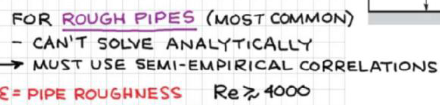 FOR ROUGH PIPES (MOST COMMON)
- CAN'T SOLVE ANALYTICALLY
→ MUST USE SEMI-EMPIRICAL CORRELATIONS
ε = PIPE ROUGHNESS Re ≳ 4000